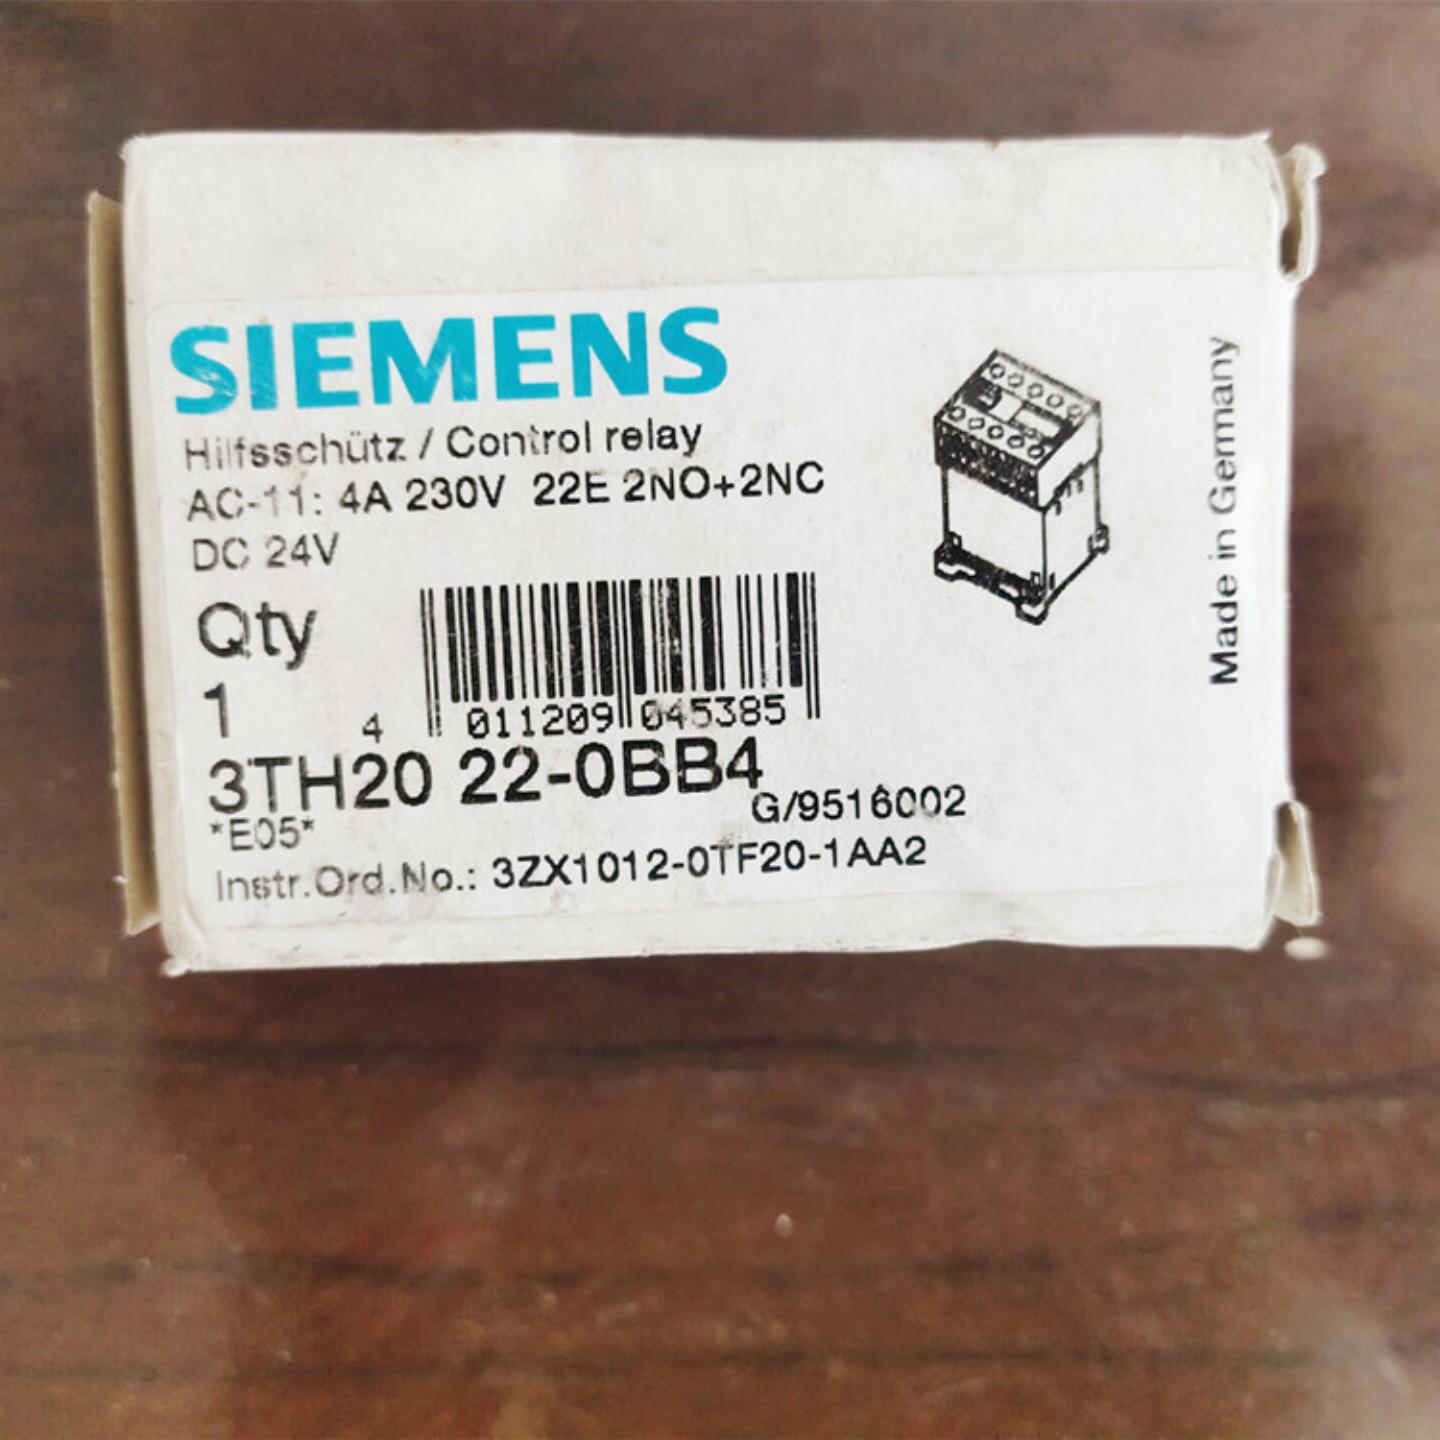 SIEMENS
Hilfsschütz / Control relay
AC-11: 4A 230V 22E 2NO+2NC
DC 24V
Qty
1
4 011209 045385
3TH20 22-0BB4
G/9516002
*E05*
Instr.Ord.No.: 3ZX1012-0TF20-1AA2
Made in Germany